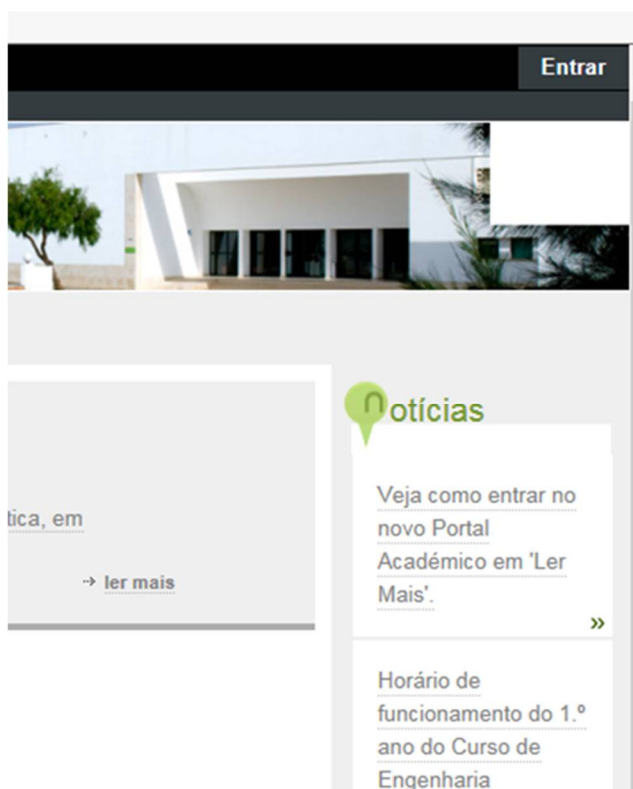 Entrar
notícias
Veja como entrar no
novo Portal
Académico em 'Ler
Mais'.
»
tica, em
→ ler mais
Horário de
funcionamento do 1.º
ano do Curso de
Engenharia